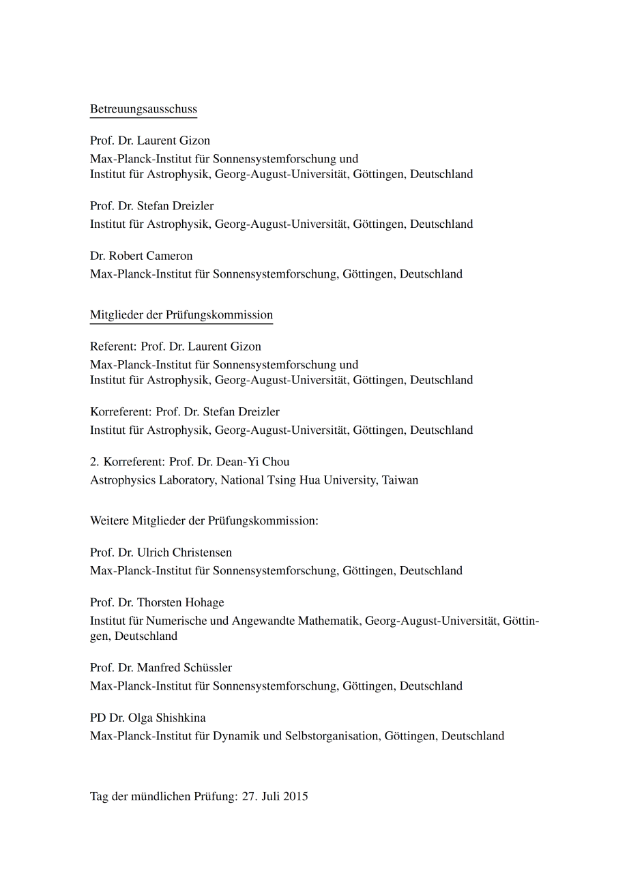 Betreuungsausschuss
Prof. Dr. Laurent Gizon
Max-Planck-Institut für Sonnensystemforschung und
Institut für Astrophysik, Georg-August-Universität, Göttingen, Deutschland
Prof. Dr. Stefan Dreizler
Institut für Astrophysik, Georg-August-Universität, Göttingen, Deutschland
Dr. Robert Cameron
Max-Planck-Institut für Sonnensystemforschung, Göttingen, Deutschland
Mitglieder der Prüfungskommission
Referent: Prof. Dr. Laurent Gizon
Max-Planck-Institut für Sonnensystemforschung und
Institut für Astrophysik, Georg-August-Universität, Göttingen, Deutschland
Korreferent: Prof. Dr. Stefan Dreizler
Institut für Astrophysik, Georg-August-Universität, Göttingen, Deutschland
2. Korreferent: Prof. Dr. Dean-Yi Chou
Astrophysics Laboratory, National Tsing Hua University, Taiwan
Weitere Mitglieder der Prüfungskommission:
Prof. Dr. Ulrich Christensen
Max-Planck-Institut für Sonnensystemforschung, Göttingen, Deutschland
Prof. Dr. Thorsten Hohage
Institut für Numerische und Angewandte Mathematik, Georg-August-Universität, Göttin-
gen, Deutschland
Prof. Dr. Manfred Schüssler
Max-Planck-Institut für Sonnensystemforschung, Göttingen, Deutschland
PD Dr. Olga Shishkina
Max-Planck-Institut für Dynamik und Selbstorganisation, Göttingen, Deutschland
Tag der mündlichen Prüfung: 27. Juli 2015